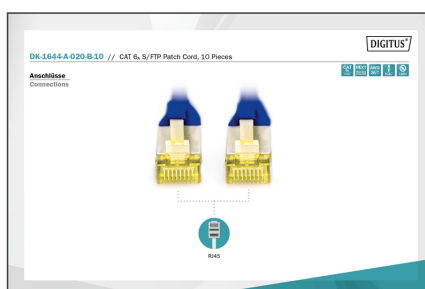 DIGITUS®
DK-1644-A-020-B-10 // CAT 6A S/FTP Patch Cord, 10 Pieces
Anschlüsse
Connections
RJ45